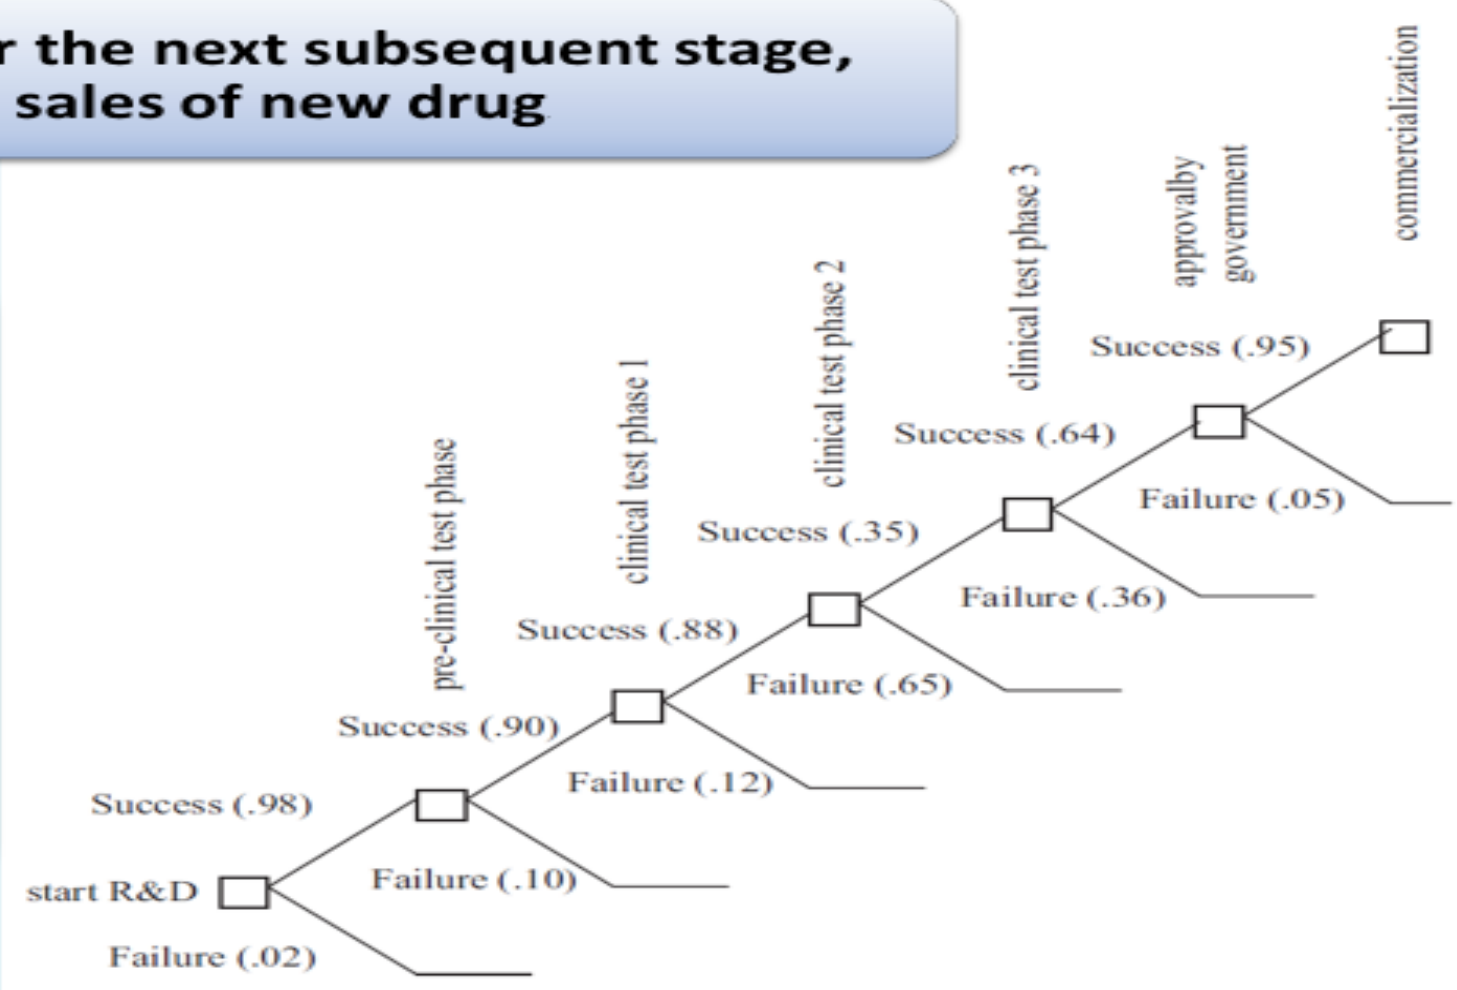 r the next subsequent stage,
sales of new drug
commercialization
approvalby
government
clinical test phase 3
clinical test phase 2
clinical test phase 1
pre-clinical test phase
Success (.95)
Success (.64)
Failure (.05)
Success (.35)
Failure (.36)
Success (.88)
Failure (.65)
Success (.90)
Failure (.12)
Success (.98)
Failure (.10)
start R&D
Failure (.02)